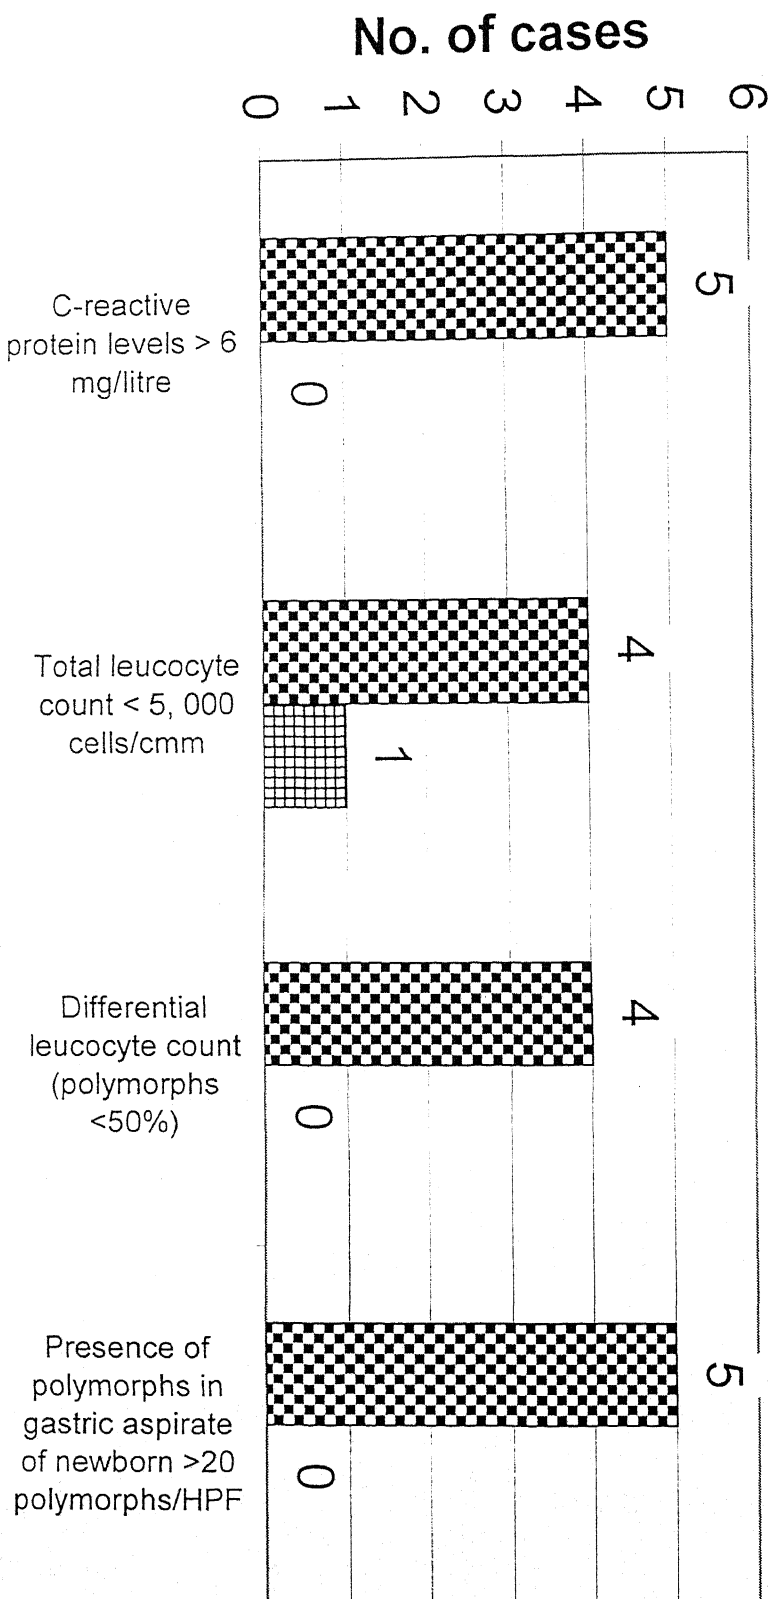 No. of cases
0 1 2 3 4 5 6
C-reactive
protein levels > 6
mg/litre
5
0
Total leucocyte
count < 5, 000
cells/cmm
4
1
Differential
leucocyte count
(polymorphs
<50%)
4
0
Presence of
polymorphs in
gastric aspirate
of newborn >20
polymorphs/HPF
5
0